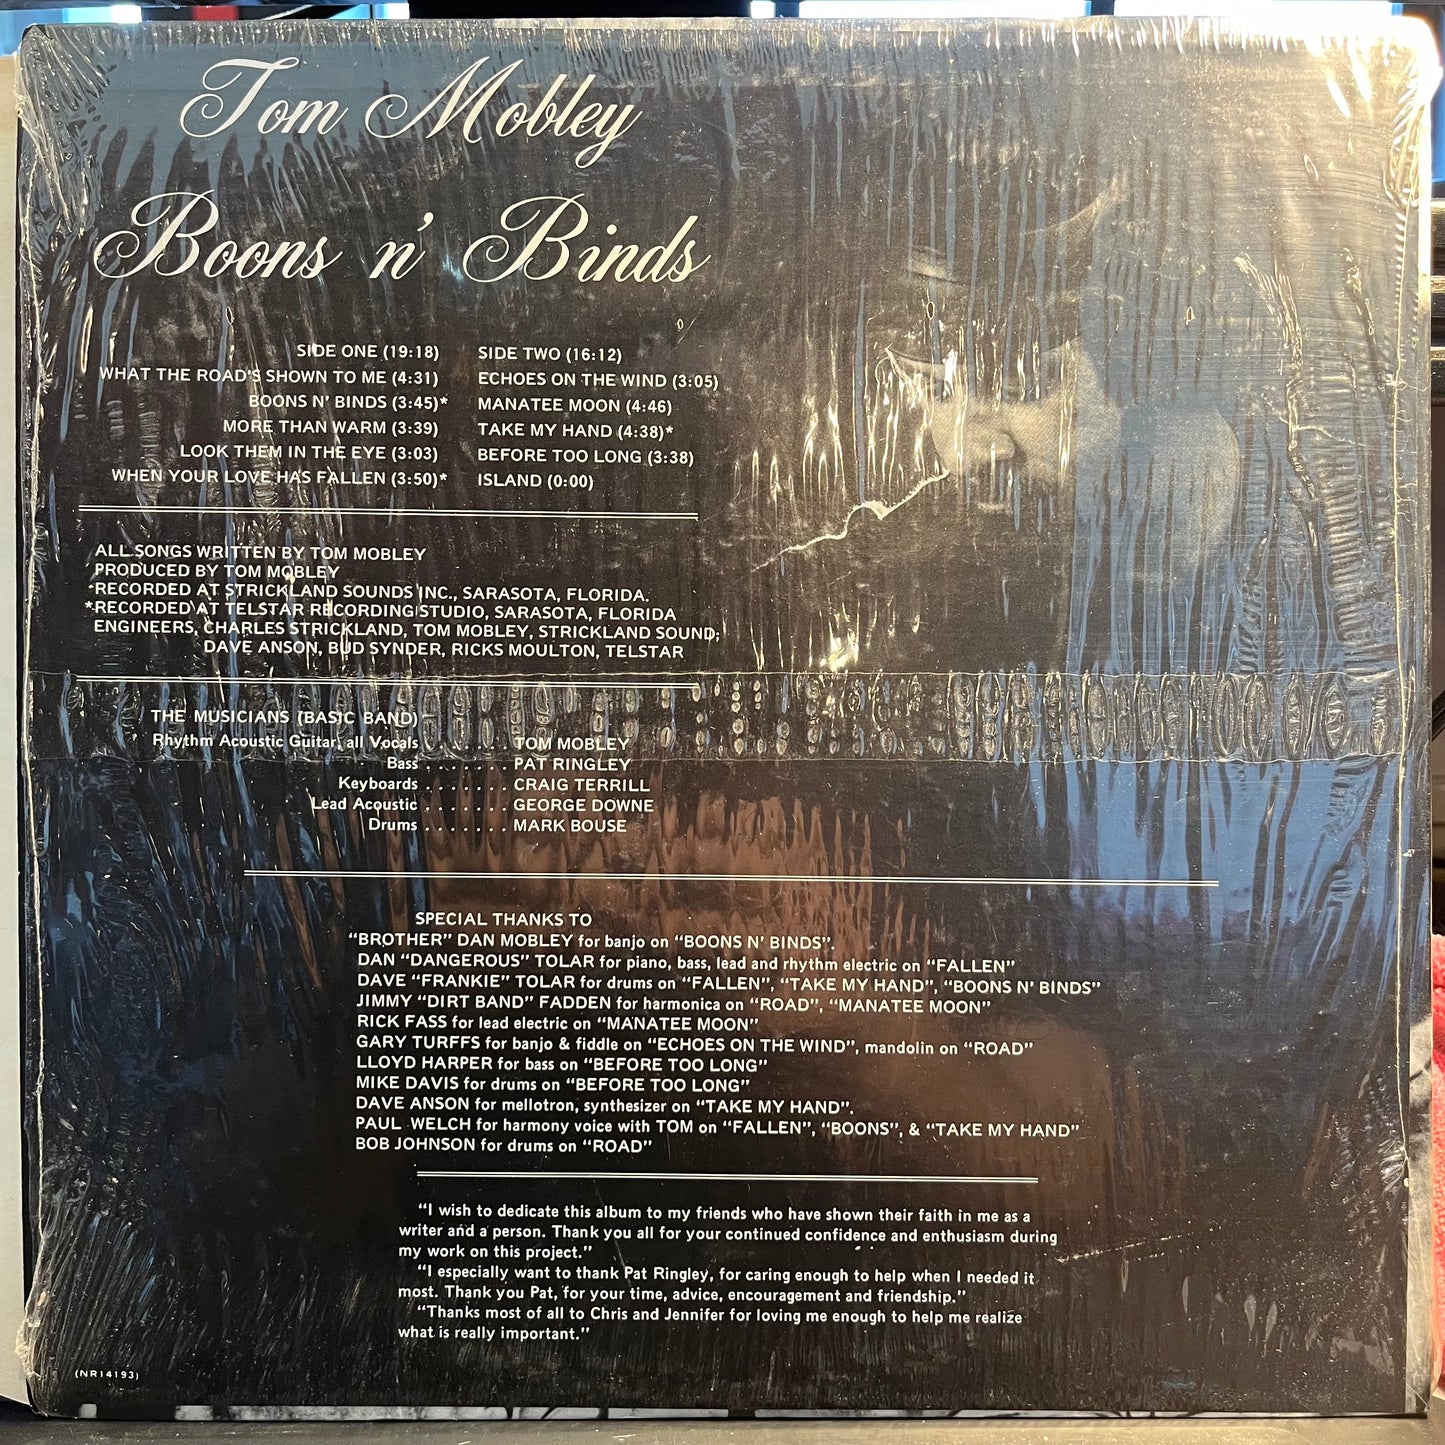 Tom Mobley
Boons n' Binds
SIDE ONE (19:18)
WHAT THE ROAD'S SHOWN TO ME (4:31)
BOONS N' BINDS (3:45)*
MORE THAN WARM (3:39)
LOOK THEM IN THE EYE (3:03)
WHEN YOUR LOVE HAS FALLEN (3:50)*
SIDE TWO (16:12)
ECHOES ON THE WIND (3:05)
MANATEE MOON (4:46)
TAKE MY HAND (4:38)*
BEFORE TOO LONG (3:38)
ISLAND (0:00)
ALL SONGS WRITTEN BY TOM MOBLEY
PRODUCED BY TOM MOBLEY
RECORDED AT STRICKLAND SOUNDS INC., SARASOTA, FLORIDA.
*RECORDED AT TELSTAR RECORDING STUDIO, SARASOTA, FLORIDA
ENGINEERS, CHARLES STRICKLAND, TOM MOBLEY, STRICKLAND SOUND;
DAVE ANSON, BUD SYNDER, RICKS MOULTON, TELSTAR
THE MUSICIANS (BASIC BAND)
Rhythm Acoustic Guitar, all Vocals . . . . . . . TOM MOBLEY
Bass . . . . . . . PAT RINGLEY
Keyboards . . . . . . . CRAIG TERRILL
Lead Acoustic . . . . . . . GEORGE DOWNE
Drums . . . . . . . MARK BOUSE
SPECIAL THANKS TO
"BROTHER" DAN MOBLEY for banjo on "BOONS N' BINDS".
DAN "DANGEROUS" TOLAR for piano, bass, lead and rhythm electric on "FALLEN"
DAVE "FRANKIE" TOLAR for drums on "FALLEN", "TAKE MY HAND", "BOONS N' BINDS"
JIMMY "DIRT BAND" FADDEN for harmonica on "ROAD", "MANATEE MOON"
RICK FASS for lead electric on "MANATEE MOON"
GARY TURFFS for banjo & fiddle on "ECHOES ON THE WIND", mandolin on "ROAD"
LLOYD HARPER for bass on "BEFORE TOO LONG"
MIKE DAVIS for drums on "BEFORE TOO LONG"
DAVE ANSON for mellotron, synthesizer on "TAKE MY HAND".
PAUL WELCH for harmony voice with TOM on "FALLEN", "BOONS", & "TAKE MY HAND"
BOB JOHNSON for drums on "ROAD"
"I wish to dedicate this album to my friends who have shown their faith in me as a
writer and a person. Thank you all for your continued confidence and enthusiasm during
my work on this project."
"I especially want to thank Pat Ringley, for caring enough to help when I needed it
most. Thank you Pat, for your time, advice, encouragement and friendship."
"Thanks most of all to Chris and Jennifer for loving me enough to help me realize
what is really important."
(NR14193)